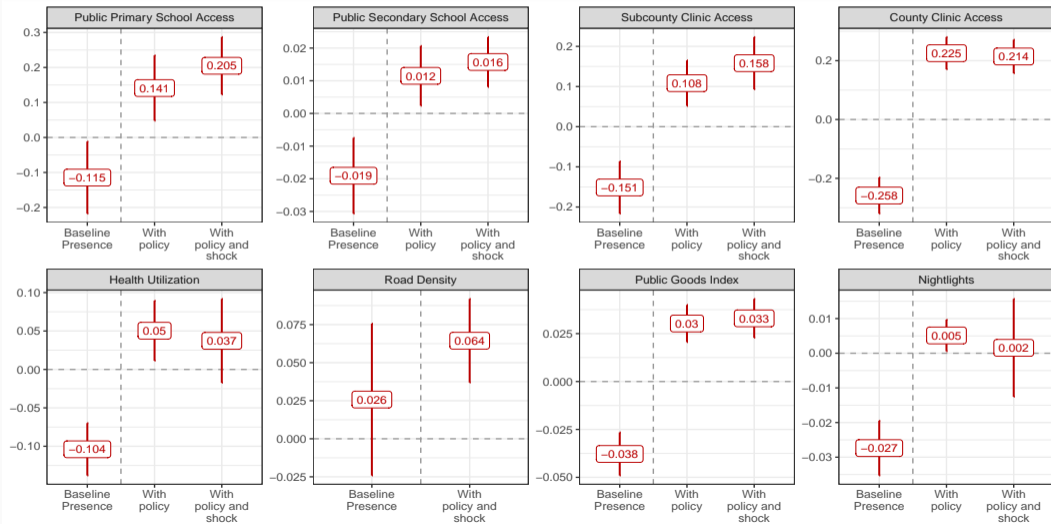 Public Primary School Access
0.3
0.2
0.1
0.0
−0.1
−0.2
−0.115
0.141
0.205
Baseline
Presence
With
policy
With
policy and
shock
Public Secondary School Access
0.02
0.01
0.00
−0.01
−0.02
−0.03
−0.019
0.012
0.016
Baseline
Presence
With
policy
With
policy and
shock
Subcounty Clinic Access
0.2
0.1
0.0
−0.1
−0.2
−0.151
0.108
0.158
Baseline
Presence
With
policy
With
policy and
shock
County Clinic Access
0.2
0.0
−0.2
−0.258
0.225
0.214
Baseline
Presence
With
policy
With
policy and
shock
Health Utilization
0.10
0.05
0.00
−0.05
−0.10
−0.104
0.05
0.037
Baseline
Presence
With
policy
With
policy and
shock
Road Density
0.075
0.050
0.025
0.000
−0.025
0.026
0.064
Baseline
Presence
With
policy and
shock
Public Goods Index
0.025
0.000
−0.025
−0.050
−0.038
0.03
0.033
Baseline
Presence
With
policy
With
policy and
shock
Nightlights
0.01
0.00
−0.01
−0.02
−0.03
−0.027
0.005
0.002
Baseline
Presence
With
policy
With
policy and
shock